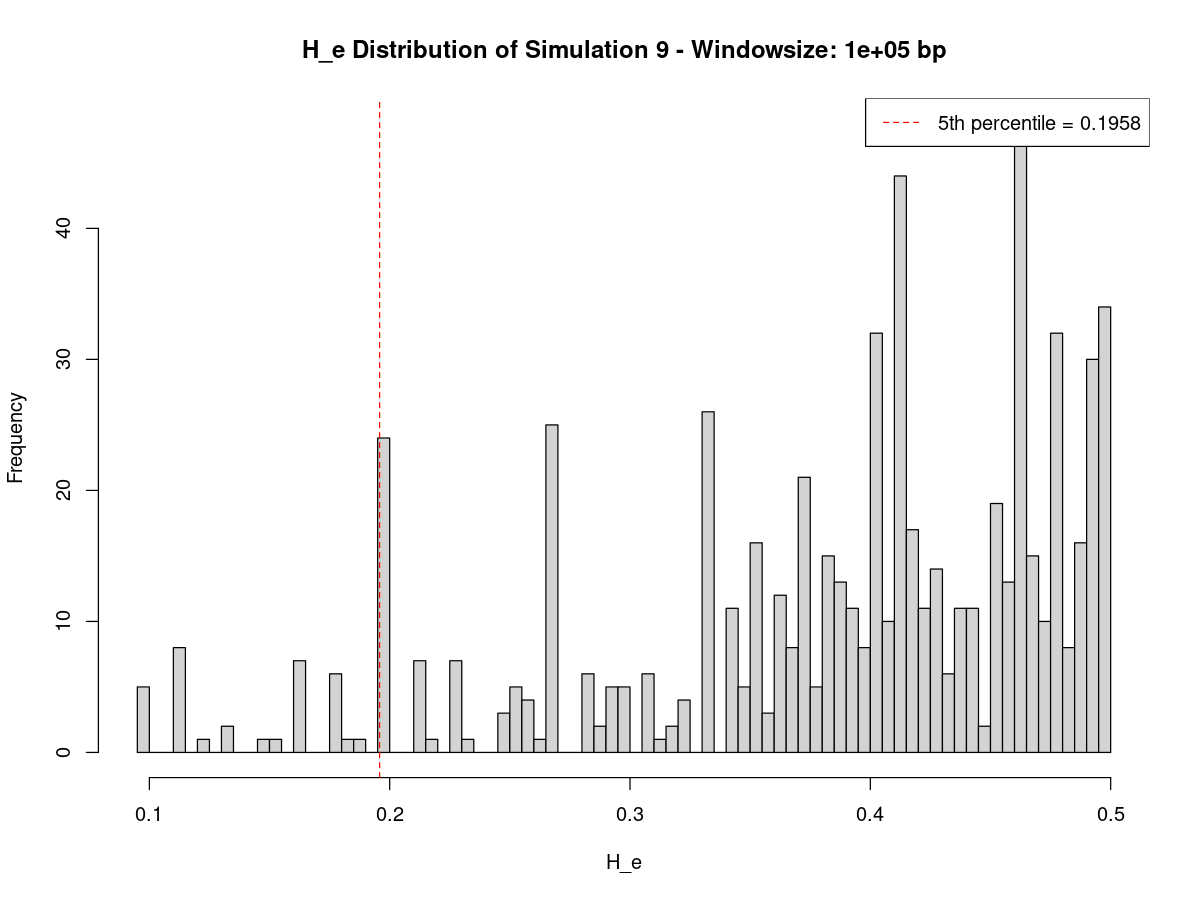 H_e Distribution of Simulation 9 - Windowsize: 1e+05 bp
5th percentile = 0.1958
Frequency
40
30
20
10
0
0.1 0.2 0.3 0.4 0.5
H_e